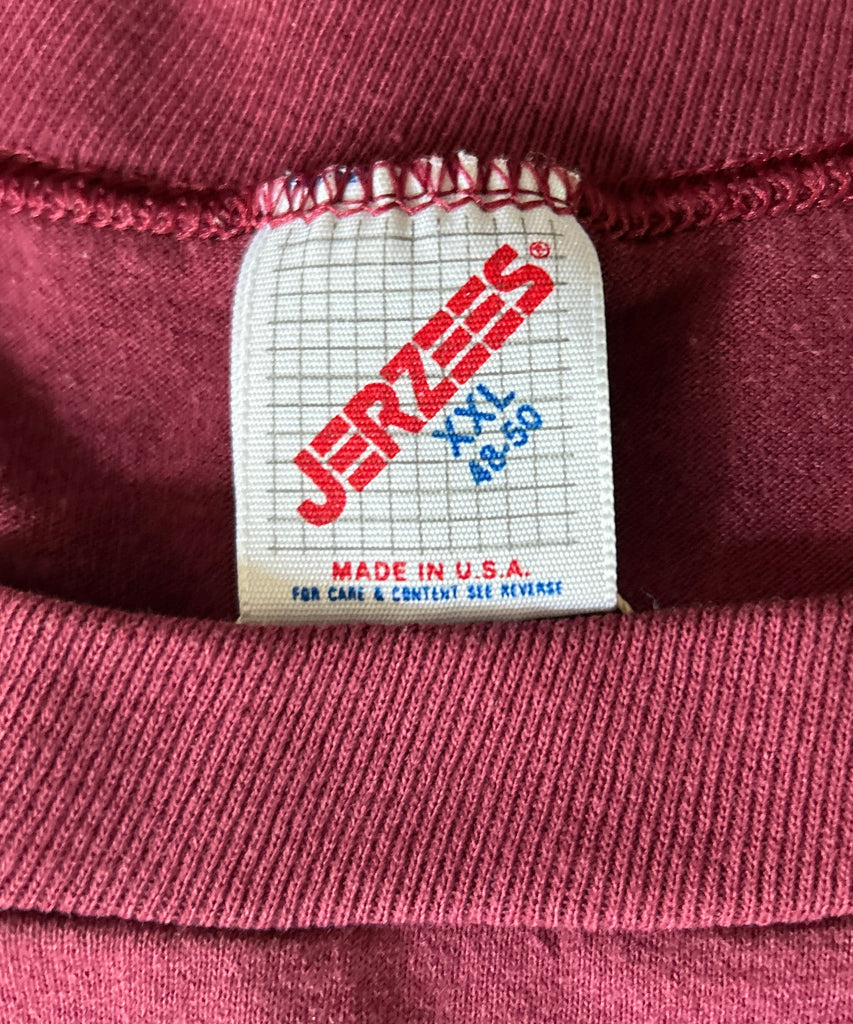 JERZEES®
XXL
48-50
MADE IN U.S.A.
FOR CARE & CONTENT SEE REVERSE